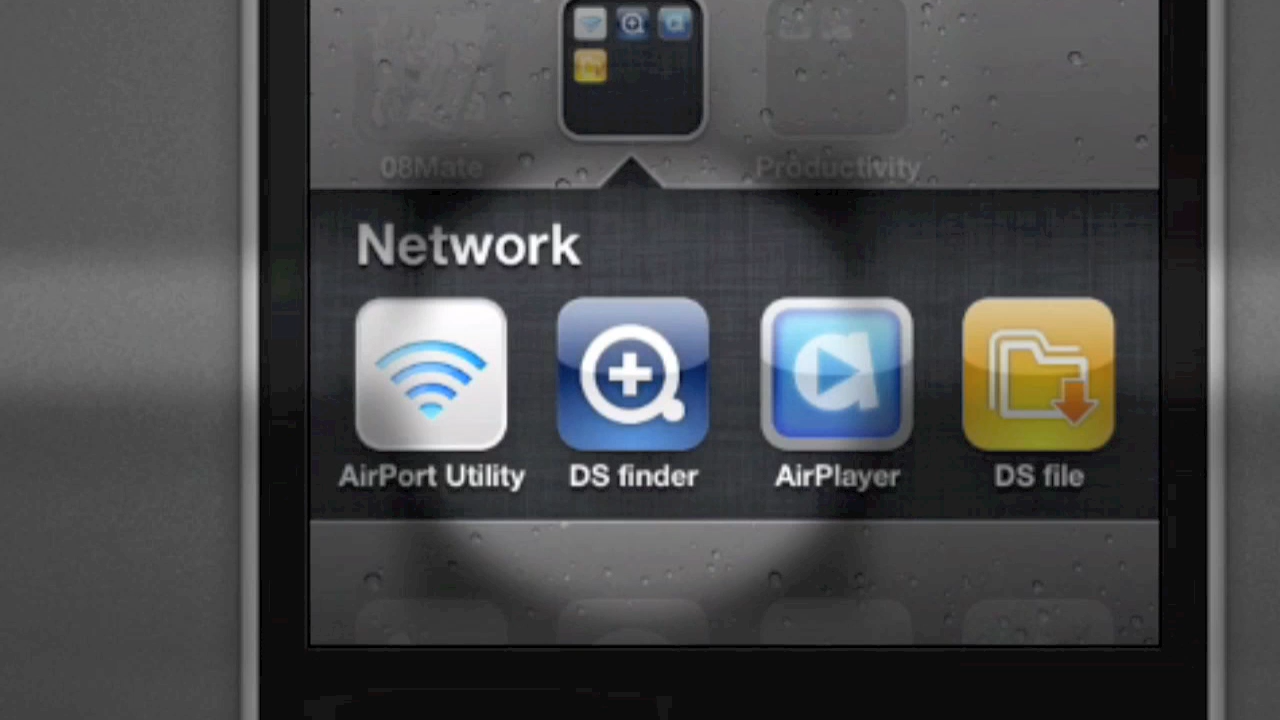 08Mate Productivity
Network
AirPort Utility DS finder AirPlayer DS file